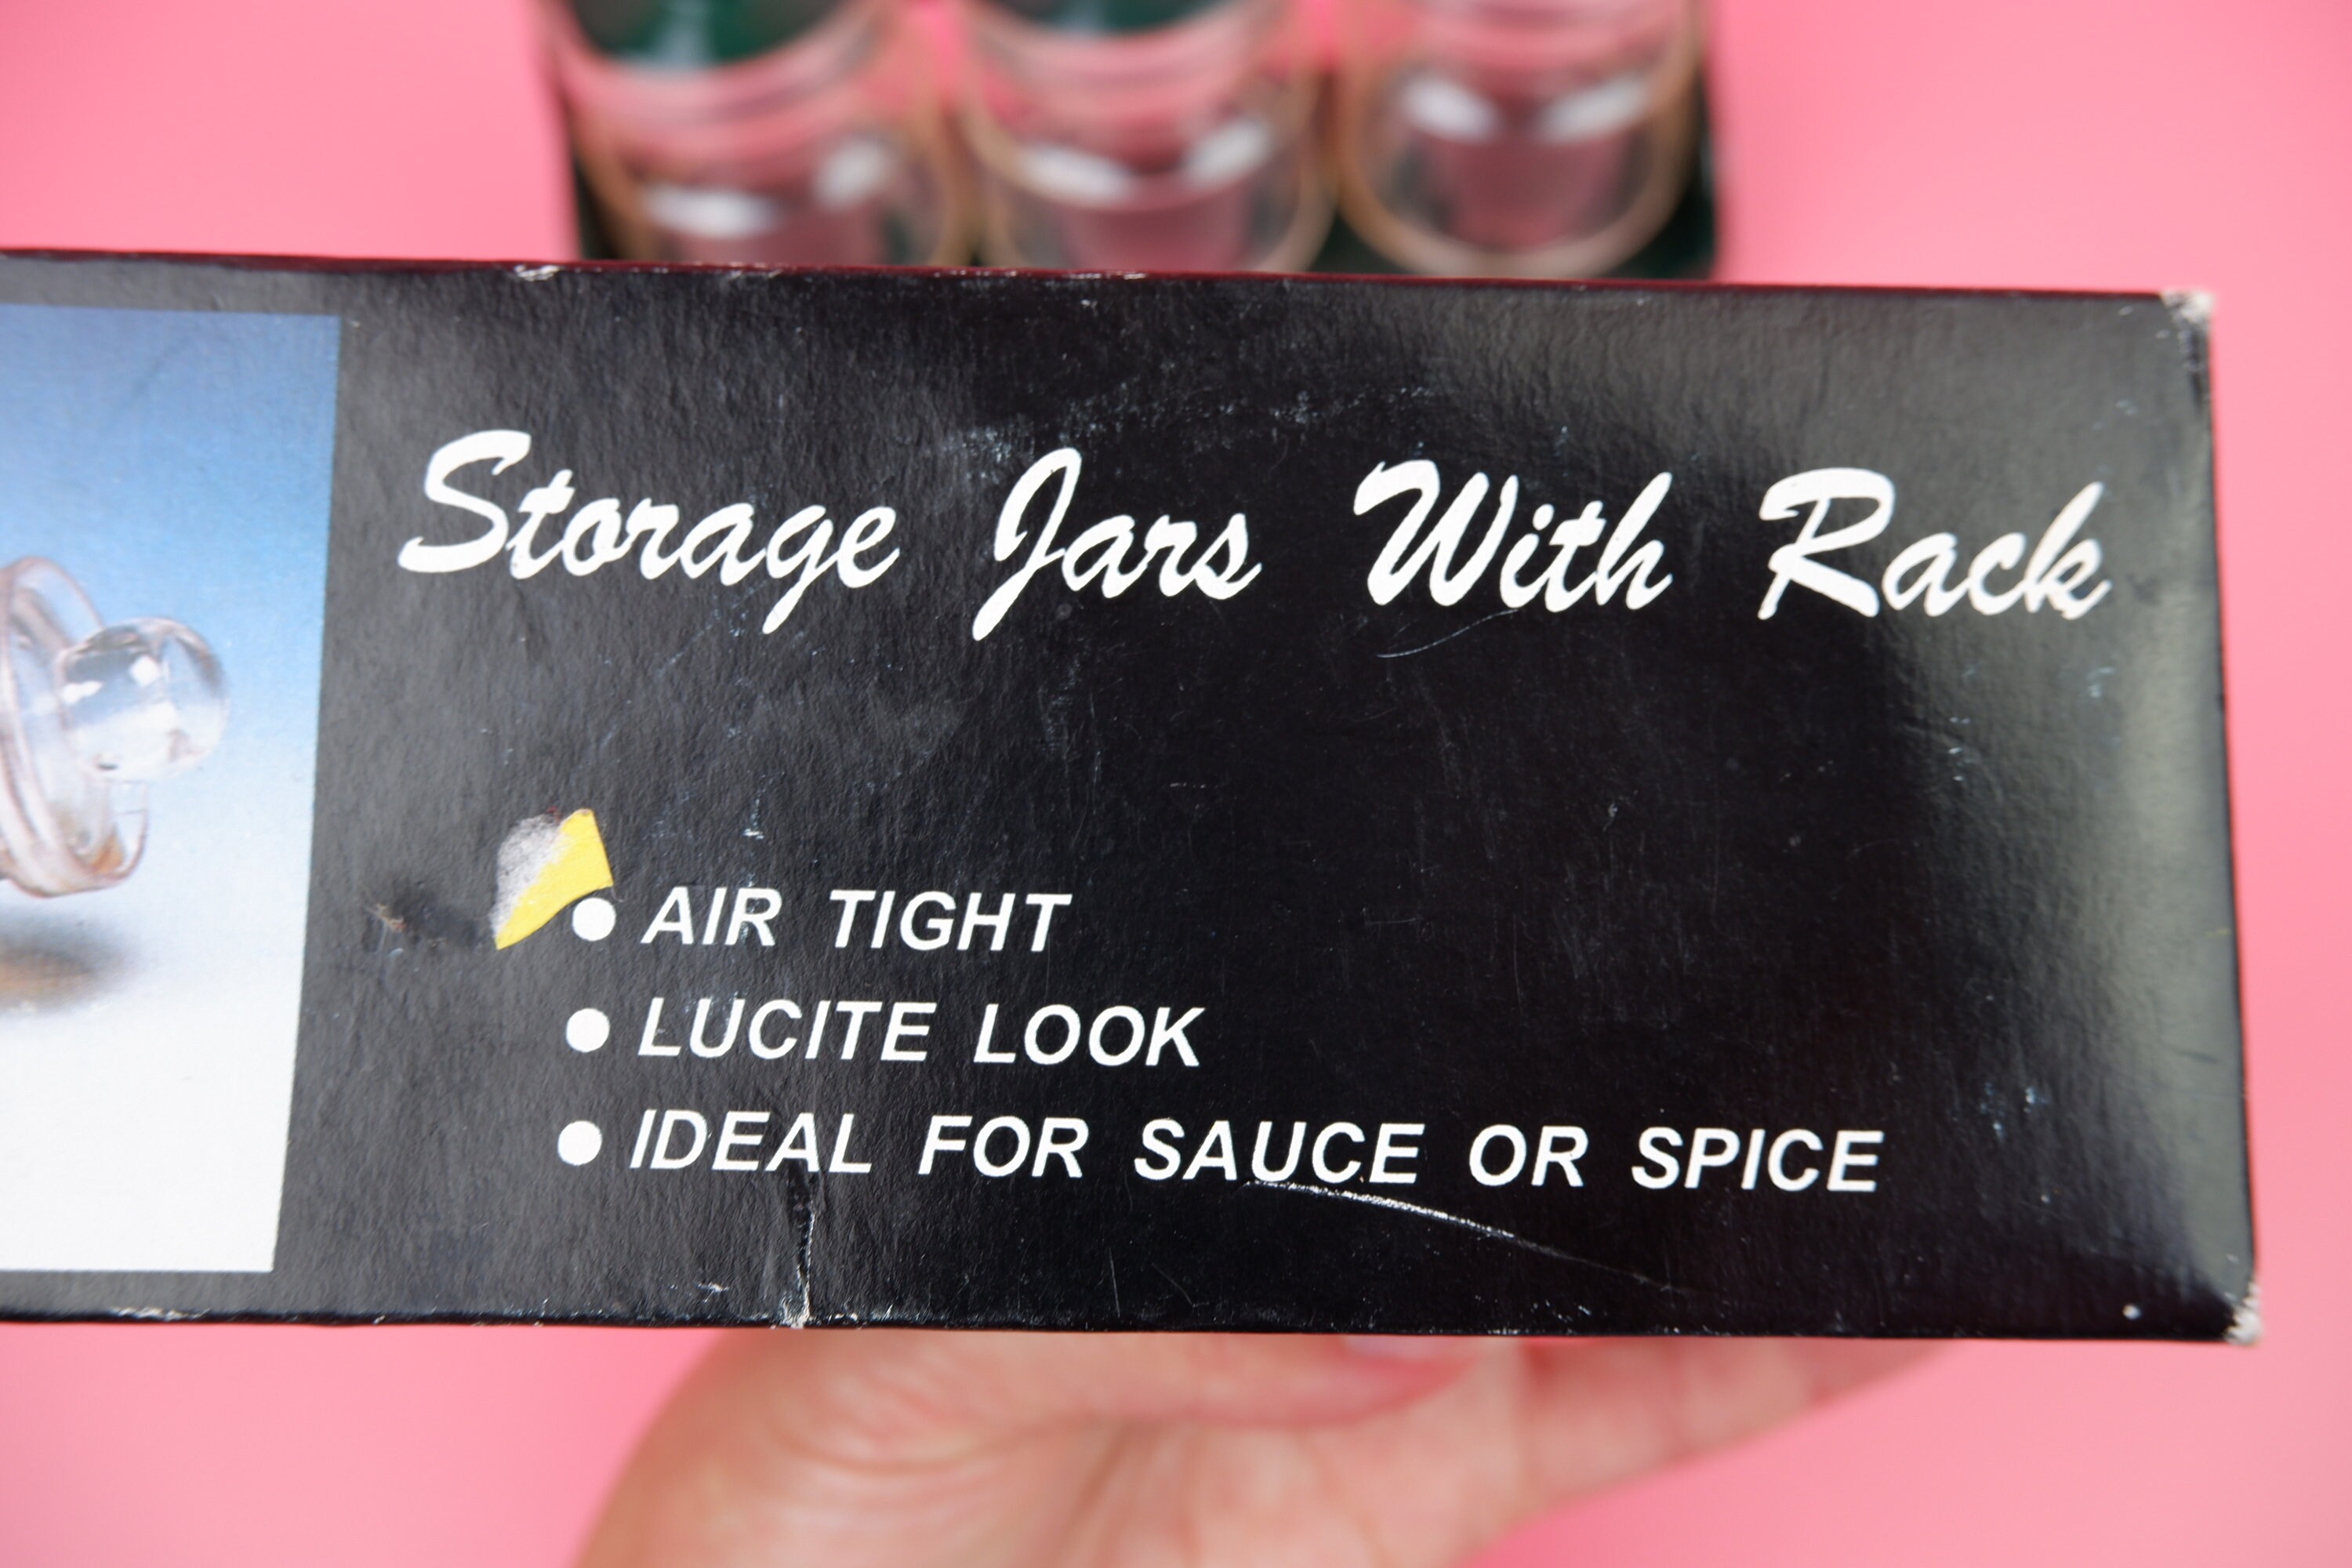 Storage Jars With Rack
● AIR TIGHT
● LUCITE LOOK
● IDEAL FOR SAUCE OR SPICE